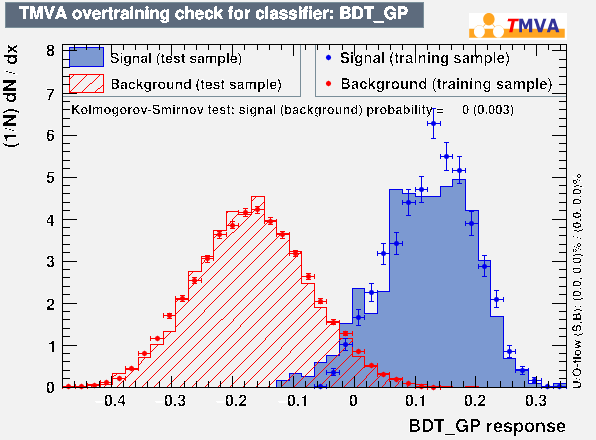 TMVA overtraining check for classifier: BDT_GP
TMVA
Signal (test sample)
Background (test sample)
Signal (training sample)
Background (training sample)
Kolmogorov-Smirnov test: signal (background) probability = 0 (0.003)
(1/N) dN / dx
8
7
6
5
4
3
2
1
0
-0.4 -0.3 -0.2 -0.1 0 0.1 0.2 0.3
BDT_GP response
U/O-flow (S,B): (0.0, 0.0)% / (0.0, 0.0)%